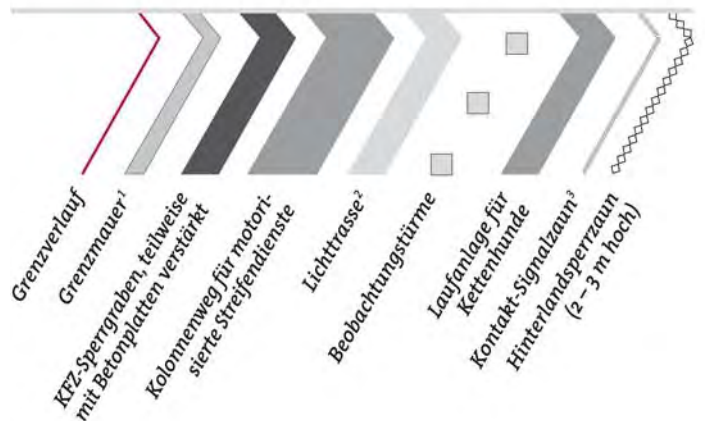 Grenzverlauf
Grenzmauer¹
KFZ-Sperrgraben, teilweise
mit Betonplatten verstärkt
Kolonnenweg für motori-
sierte Streifendienste
Lichttrasse²
Beobachtungstürme
Laufanlage für
Kettenhunde
Kontakt-Signalzaun³
Hinterlandsperrzaun
(2 – 3 m hoch)